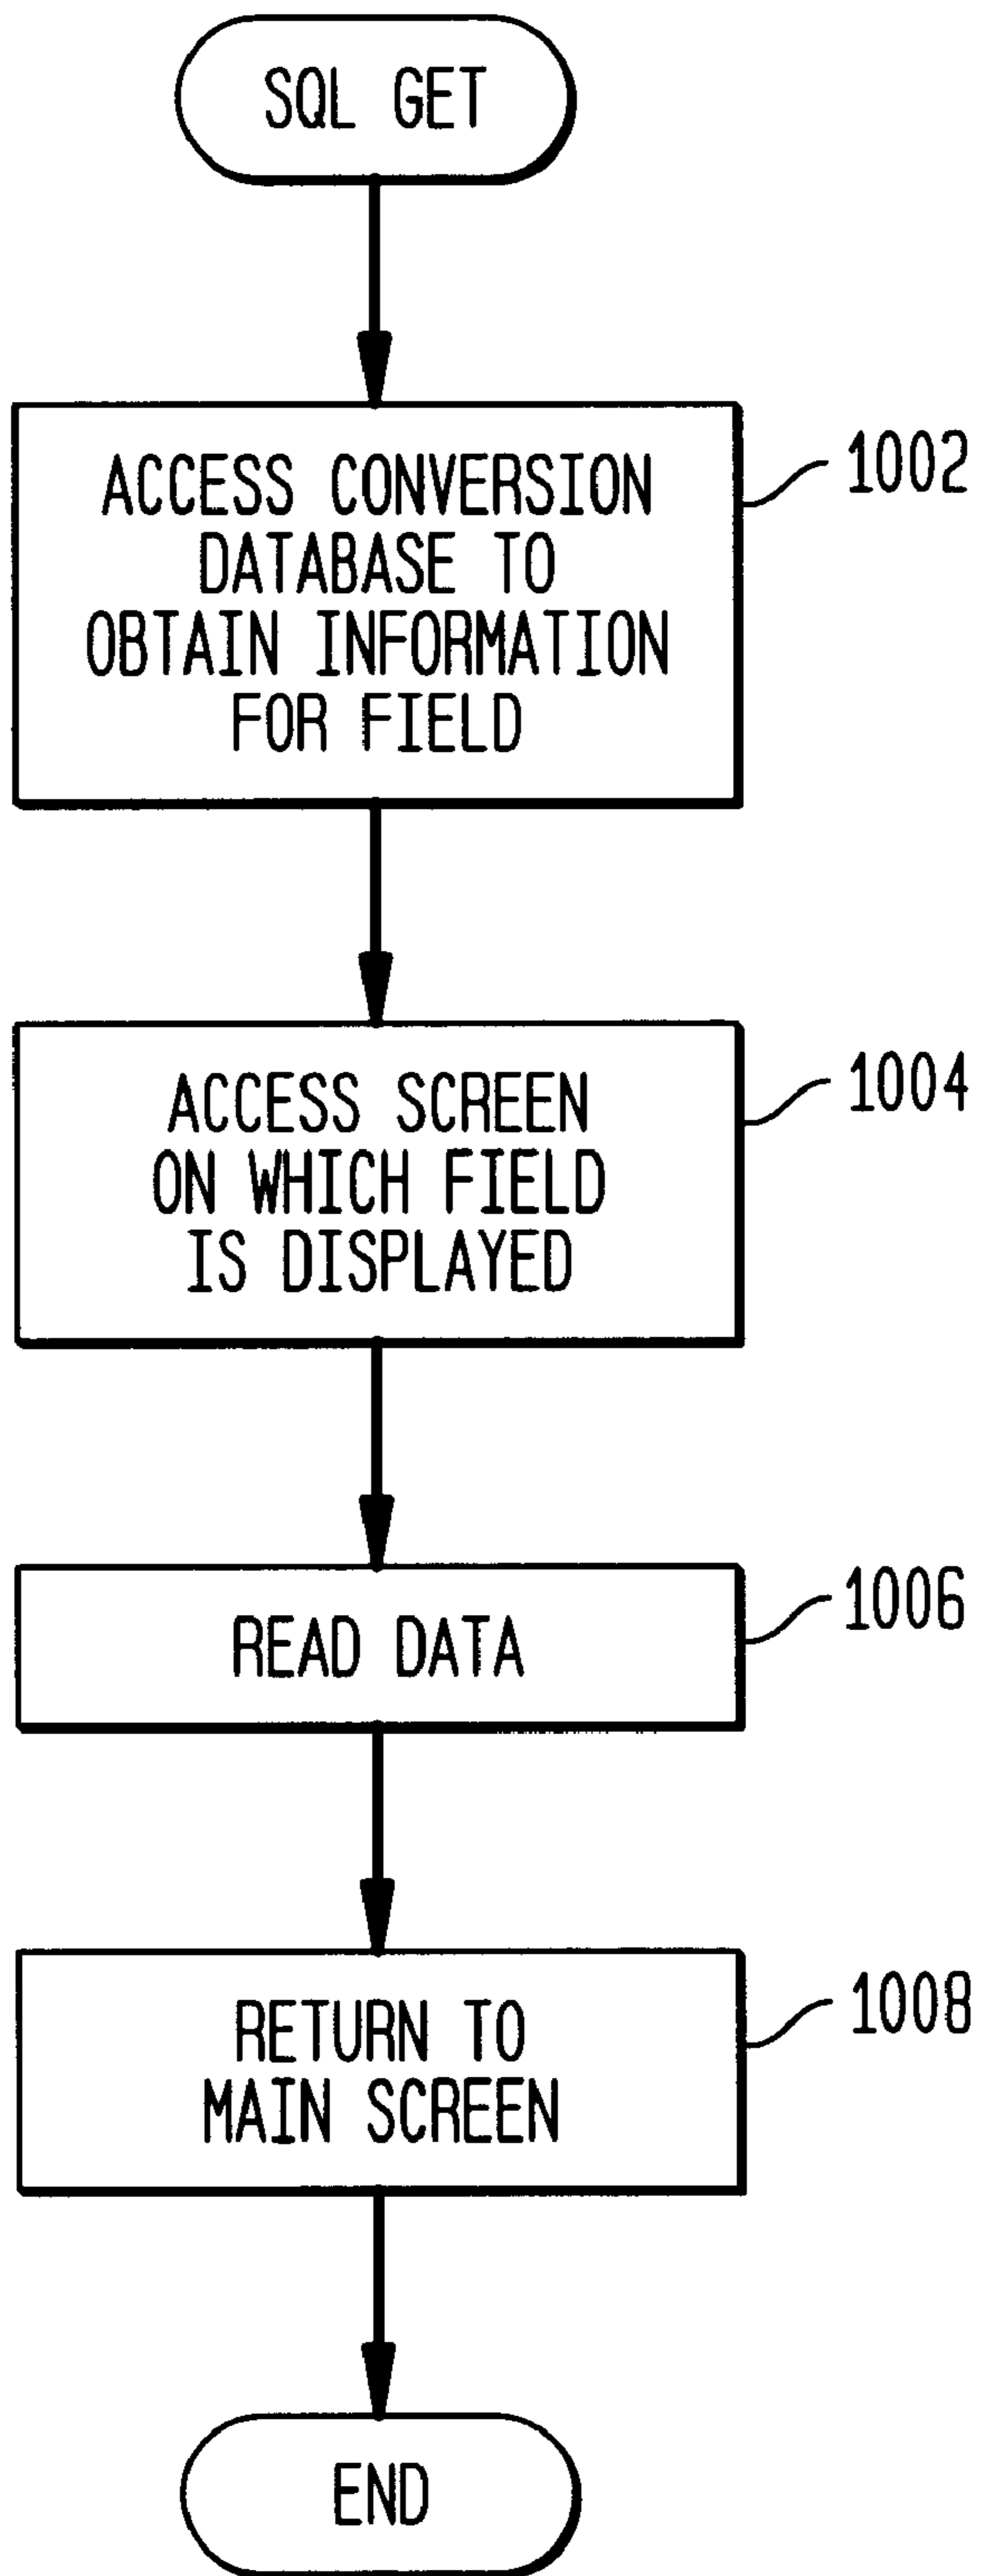 SQL GET
ACCESS CONVERSION
DATABASE TO
OBTAIN INFORMATION
FOR FIELD
1002
ACCESS SCREEN
ON WHICH FIELD
IS DISPLAYED
1004
READ DATA
1006
RETURN TO
MAIN SCREEN
1008
END